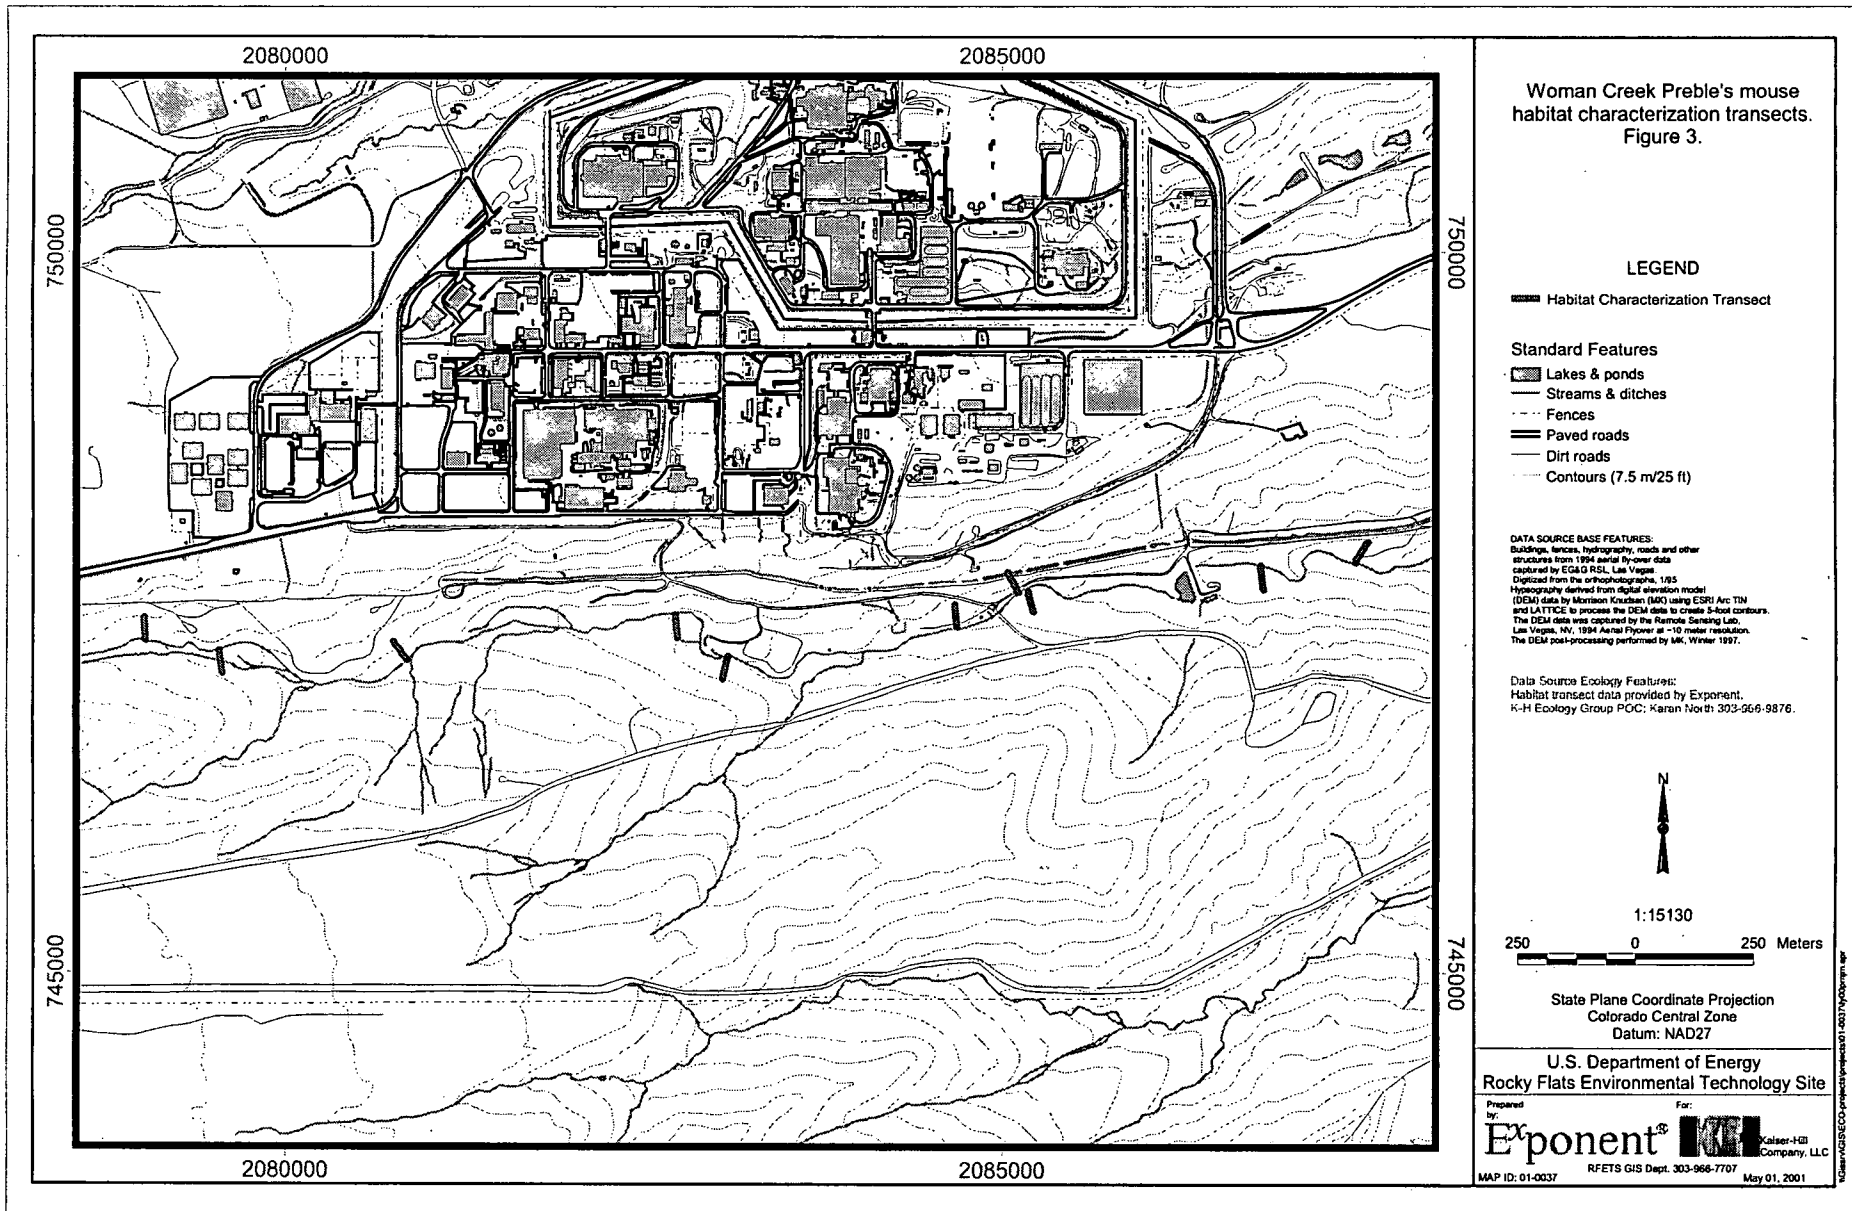 2080000
2085000
750000
750000
745000
745000
2080000
2085000
Woman Creek Preble's mouse
habitat characterization transects.
Figure 3.
LEGEND
Habitat Characterization Transect
Standard Features
Lakes & ponds
Streams & ditches
Fences
Paved roads
Dirt roads
Contours (7.5 m/25 ft)
DATA SOURCE BASE FEATURES:
Buildings, fences, hydrography, roads and other
structures from 1994 aerial fly-over data
captured by EG&G RSL, Las Vegas.
Digitized from the orthophotographs, 1/95
Hypsography derived from digital elevation model
(DEM) data by Morrison Knudsen (MK) using ESRI Arc TIN
and LATTICE to process the DEM data to create 5-foot contours.
The DEM data was captured by the Remote Sensing Lab,
Las Vegas, NV, 1994 Aerial Flyover at ~10 meter resolution.
The DEM post-processing performed by MK, Winter 1997.
Data Source Ecology Features:
Habitat transect data provided by Exponent.
K-H Ecology Group POC: Karan North 303-966-9876.
N
1:15130
250 0 250 Meters
State Plane Coordinate Projection
Colorado Central Zone
Datum: NAD27
U.S. Department of Energy
Rocky Flats Environmental Technology Site
Prepared
by:
For:
Exponent®
KH
Kaiser-Hill
Company, LLC
RFETS GIS Dept. 303-966-7707
MAP ID: 01-0037
May 01, 2001